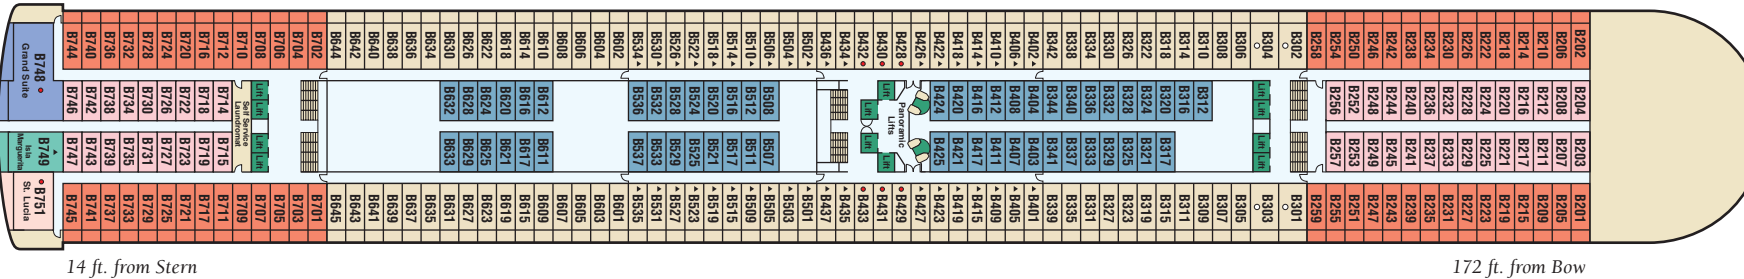 B744 B740 B736 B732 B728 B724 B720 B716 B712 B710 B708 B706 B704 B702 B644 B642 B640 B638 B636 B634 B630 B626 B622 B618 B614 B610 B608 B606 B604 B602 B534 B530 B526 B522 B518 B514 B510 B506 B504 B502 B436 B434 B432 B430 B428 B426 B422 B418 B414 B410 B406 B402 B342 B338 B334 B330 B326 B322 B318 B314 B310 B308 B306 B304 B302 B258 B254 B250 B246 B242 B238 B234 B230 B226 B222 B218 B214 B210 B206 B202
B748
Grand Suite
B746 B742 B738 B734 B730 B726 B722 B718 B714 Lift Lift B632 B628 B624 B620 B616 B612 B536 B532 B528 B524 B520 B516 B512 B508 Lift Lift B424 B420 B416 B412 B408 B404 B344 B340 B336 B332 B328 B324 B320 B316 B312 Lift Lift B256 B252 B248 B244 B240 B236 B232 B228 B224 B220 B216 B212 B208 B204
Self Service
Laundromat
Panoramic
Lifts
B749
Isla
Marguerita
B747 B743 B739 B735 B731 B727 B723 B719 B715 Lift Lift B633 B629 B625 B621 B617 B611 B537 B533 B529 B525 B521 B517 B511 B507 Lift Lift B425 B421 B417 B411 B407 B403 B341 B337 B333 B329 B325 B321 B317 Lift Lift B257 B253 B249 B245 B241 B237 B233 B229 B225 B221 B217 B211 B207 B203
B751
St. Lucia
B745 B741 B737 B733 B729 B725 B721 B717 B711 B709 B707 B705 B703 B701 B645 B643 B641 B639 B637 B635 B631 B627 B623 B619 B615 B609 B607 B605 B603 B601 B535 B531 B527 B523 B519 B515 B509 B505 B503 B501 B437 B435 B433 B431 B429 B427 B423 B419 B415 B409 B405 B401 B339 B335 B331 B327 B323 B319 B315 B311 B309 B307 B305 B303 B301 B259 B255 B251 B247 B243 B239 B235 B231 B227 B223 B219 B215 B209 B205 B201
14 ft. from Stern
172 ft. from Bow